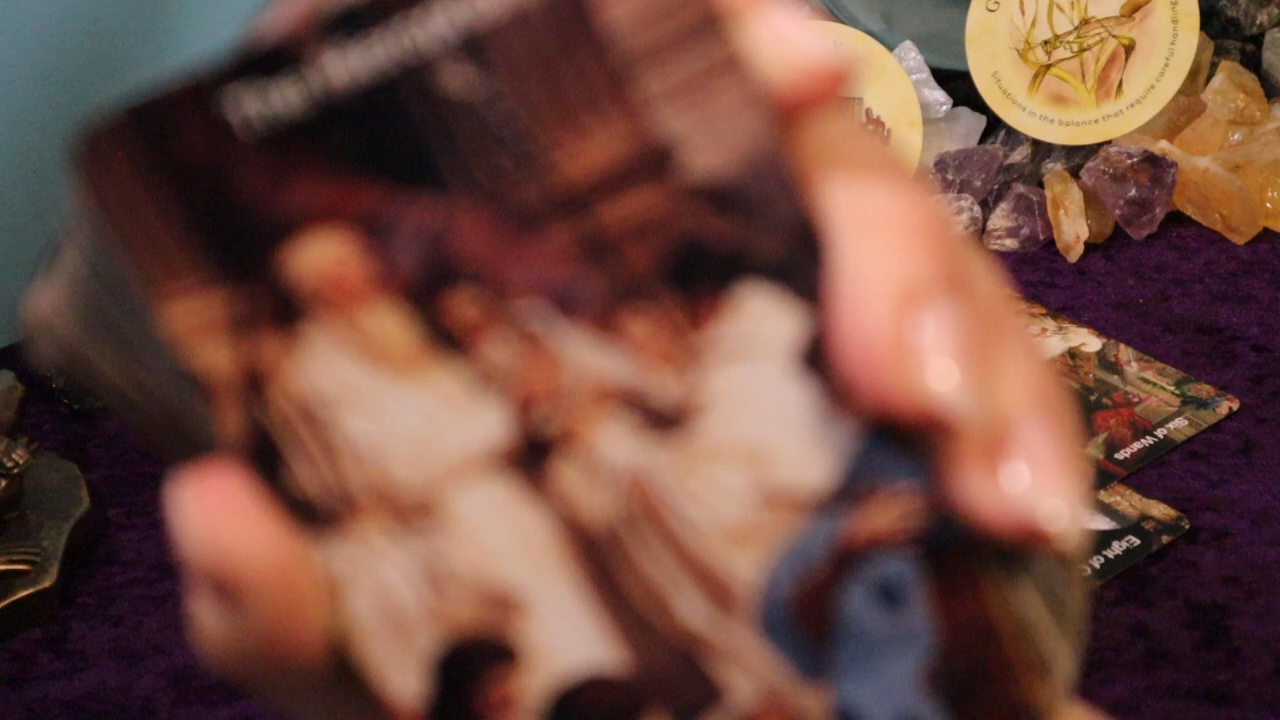 G
Situations in the balance that require careful handling
Six of Wands
Eight of C